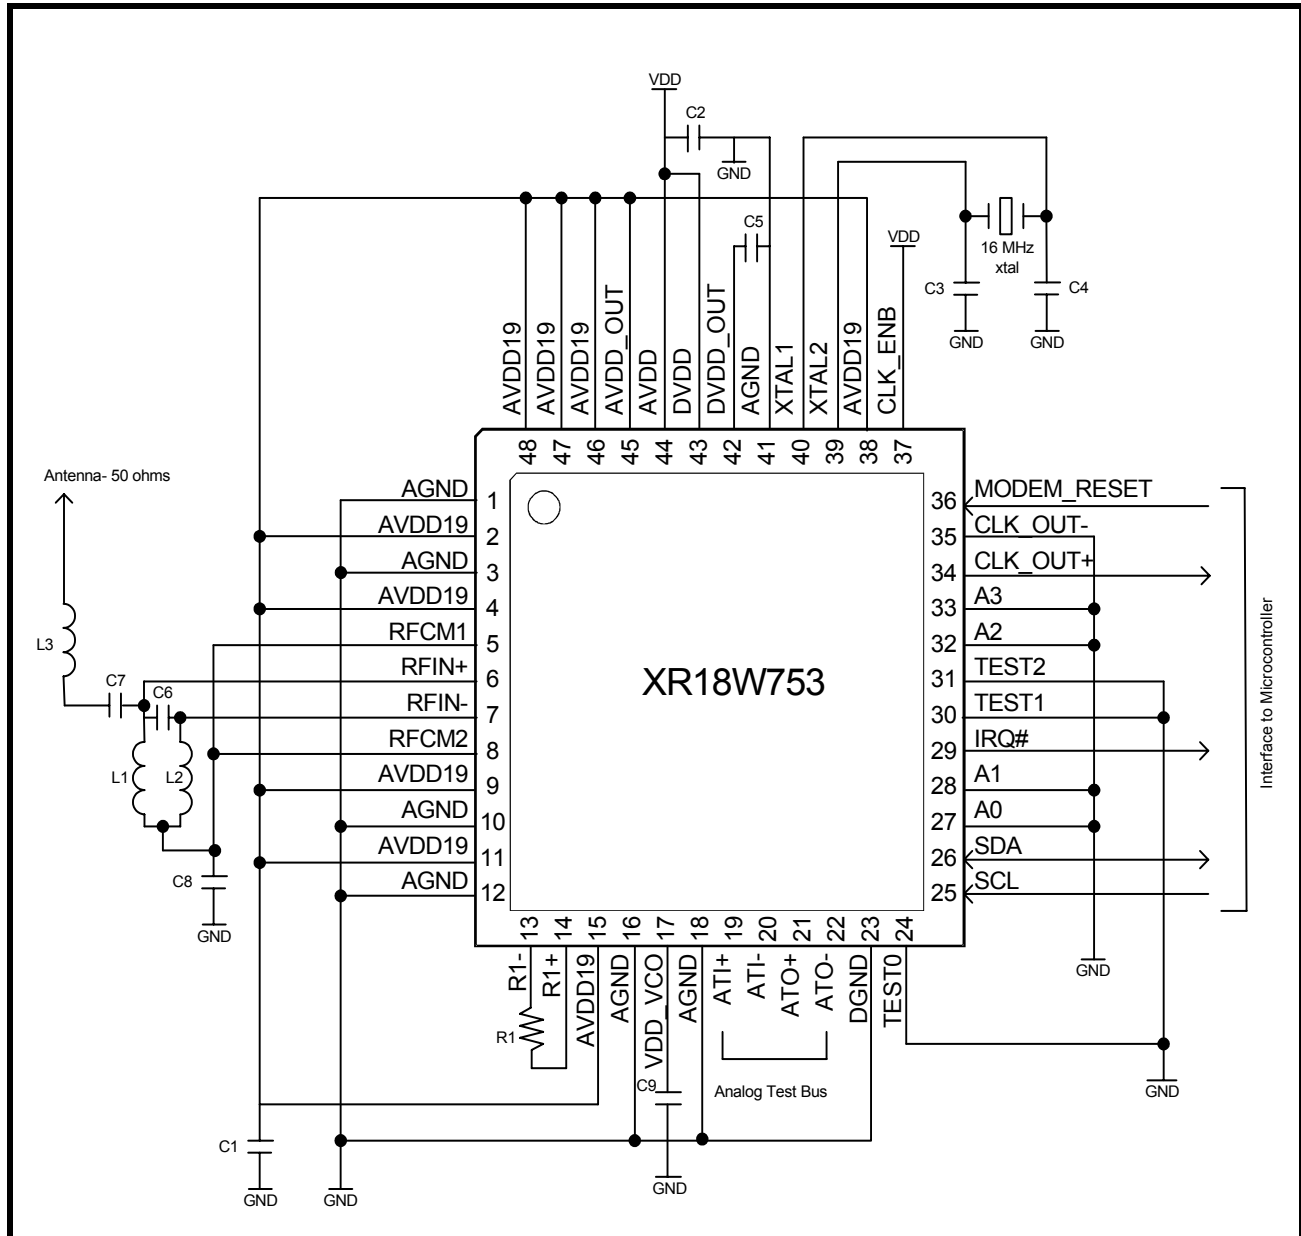 VDD
C2
GND
C5
16 MHz
xtal
VDD
C3
C4
GND
GND
AVDD19
AVDD19
AVDD19
AVDD_OUT
AVDD
DVDD
DVDD_OUT
AGND
XTAL1
XTAL2
AVDD19
CLK_ENB
48
47
46
45
44
43
42
41
40
39
38
37
Antenna- 50 ohms
L3
C7
C6
L1
L2
C8
GND
AGND 1
AVDD19 2
AGND 3
AVDD19 4
RFCM1 5
RFIN+ 6
RFIN- 7
RFCM2 8
AVDD19 9
AGND 10
AVDD19 11
AGND 12
XR18W753
36 MODEM_RESET
35 CLK_OUT-
34 CLK_OUT+
33 A3
32 A2
31 TEST2
30 TEST1
29 IRQ#
28 A1
27 A0
26 SDA
25 SCL
Interface to Microcontroller
13
14
15
16
17
18
19
20
21
22
23
24
R1-
R1+
AVDD19
AGND
VDD_VCO
AGND
ATI+
ATI-
ATO+
ATO-
DGND
TEST0
R1
C9
Analog Test Bus
GND
GND
C1
GND
GND
GND